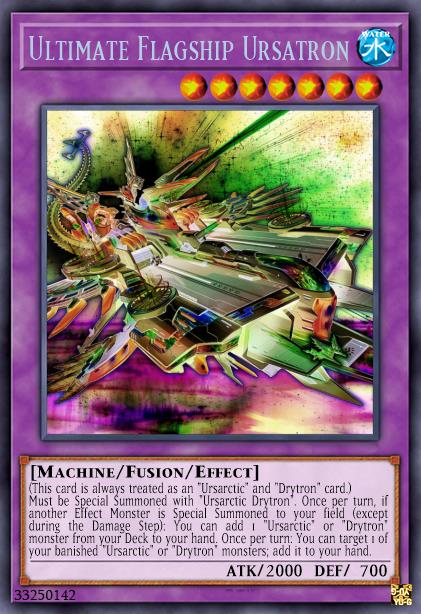 ULTIMATE FLAGSHIP URSATRON
WATER
水
[MACHINE/FUSION/EFFECT]
(This card is always treated as an "Ursarctic" and "Drytron" card.)
Must be Special Summoned with "Ursarctic Drytron". Once per turn, if
another Effect Monster is Special Summoned to your field (except
during the Damage Step): You can add 1 "Ursarctic" or "Drytron"
monster from your Deck to your hand. Once per turn: You can target 1 of
your banished "Ursarctic" or "Drytron" monsters; add it to your hand.
ATK/2000 DEF/ 700
33250142